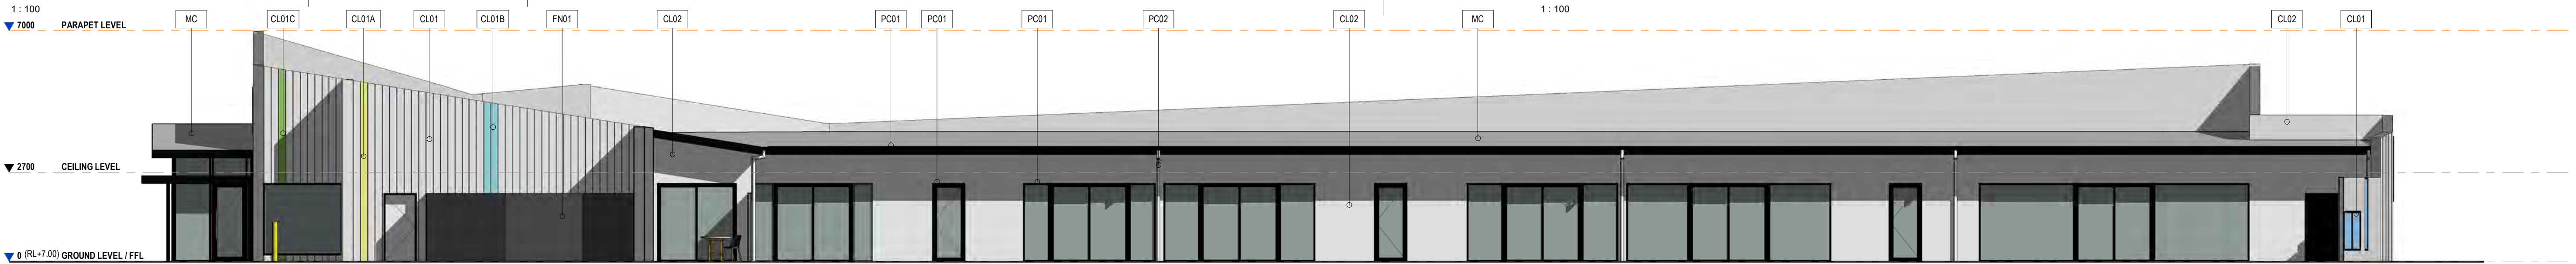 1 : 100
1 : 100
7000 PARAPET LEVEL
MC
CL01C
CL01A
CL01
CL01B
FN01
CL02
PC01
PC01
PC01
PC02
CL02
MC
CL02
CL01
2700 CEILING LEVEL
0 (RL+7.00) GROUND LEVEL / FFL